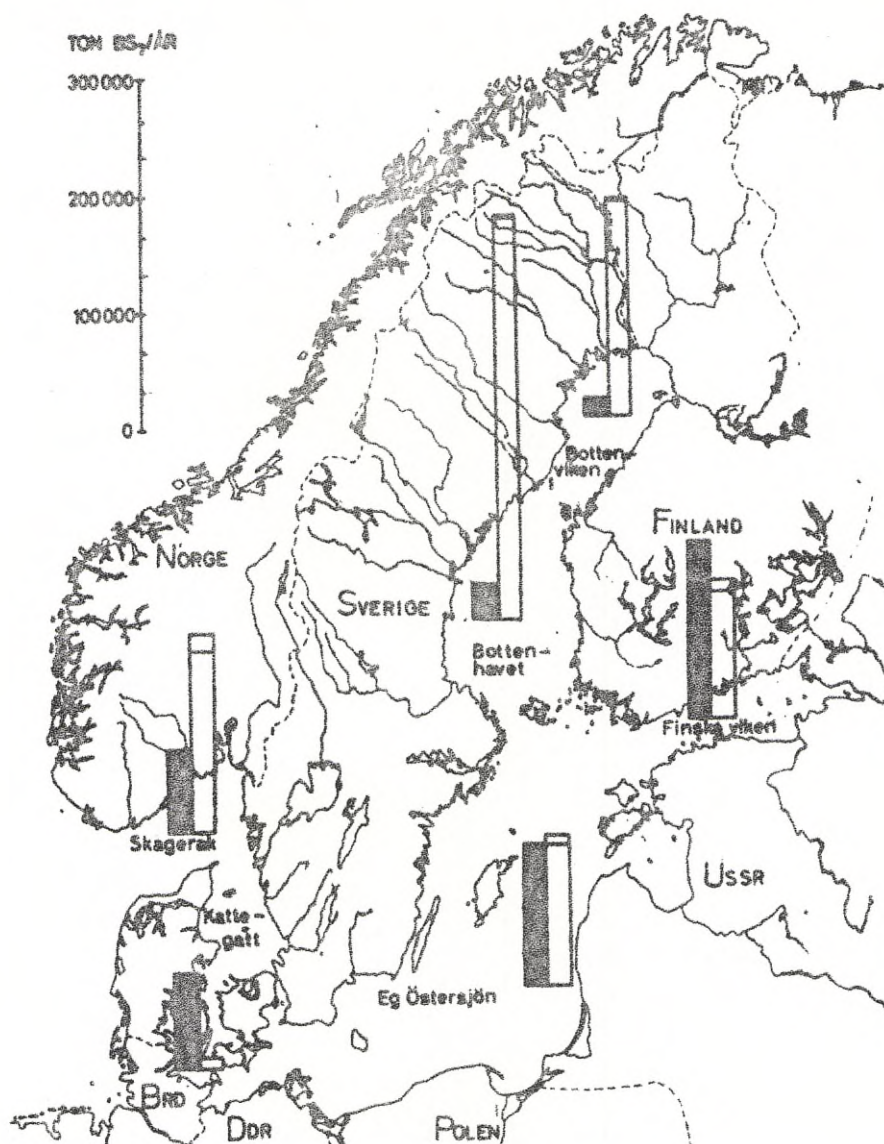 TON BS₇/ÅR
300 000
200 000
100 000
0
Botten-
viken
NORGE
FINLAND
SVERIGE
Botten-
havet
Finska viken
Skagerak
USSR
Katte-
gatt
Eg Östersjön
BRD
DDR
POLEN